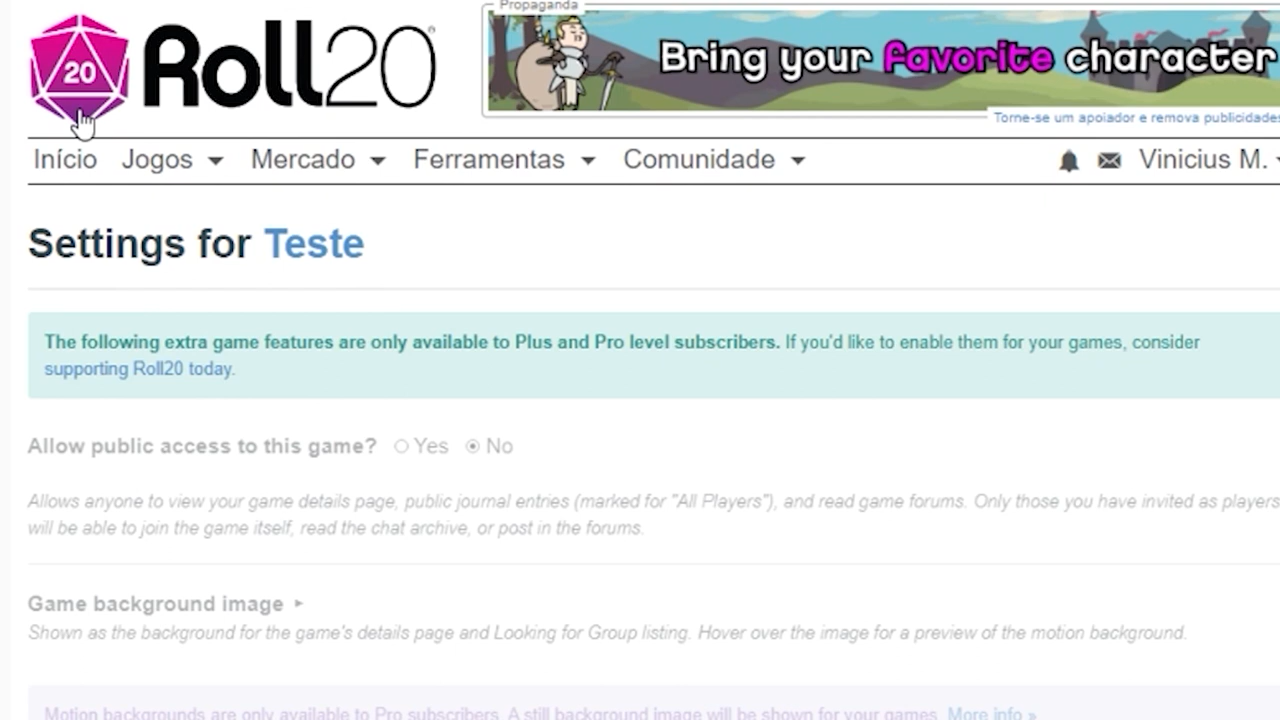 Propaganda
20 Roll20®
Bring your favorite character
Torne-se um apoiador e remova publicidades
Início Jogos Mercado Ferramentas Comunidade Vinicius M.
Settings for Teste
The following extra game features are only available to Plus and Pro level subscribers. If you'd like to enable them for your games, consider
supporting Roll20 today.
Allow public access to this game? Yes No
Allows anyone to view your game details page, public journal entries (marked for "All Players"), and read game forums. Only those you have invited as players
will be able to join the game itself, read the chat archive, or post in the forums.
Game background image ▸
Shown as the background for the game's details page and Looking for Group listing. Hover over the image for a preview of the motion background.
Motion backgrounds are only available to Pro subscribers. A still background image will be shown for your games. More info »